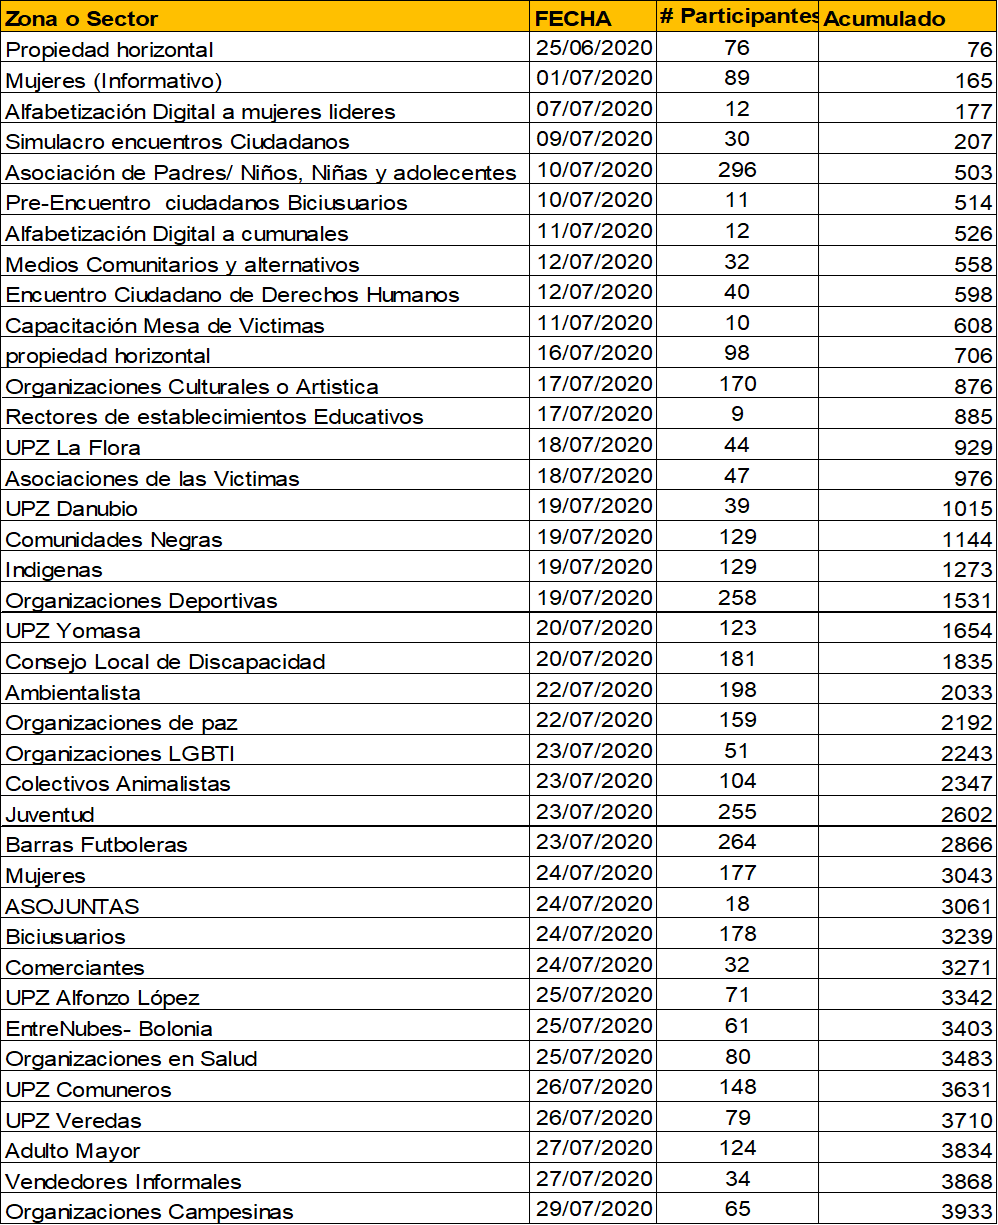 Zona o Sector FECHA # Participantes Acumulado
Propiedad horizontal 25/06/2020 76 76
Mujeres (Informativo) 01/07/2020 89 165
Alfabetización Digital a mujeres lideres 07/07/2020 12 177
Simulacro encuentros Ciudadanos 09/07/2020 30 207
Asociación de Padres/ Niños, Niñas y adolecentes 10/07/2020 296 503
Pre-Encuentro ciudadanos Biciusuarios 10/07/2020 11 514
Alfabetización Digital a cumunales 11/07/2020 12 526
Medios Comunitarios y alternativos 12/07/2020 32 558
Encuentro Ciudadano de Derechos Humanos 12/07/2020 40 598
Capacitación Mesa de Victimas 11/07/2020 10 608
propiedad horizontal 16/07/2020 98 706
Organizaciones Culturales o Artistica 17/07/2020 170 876
Rectores de establecimientos Educativos 17/07/2020 9 885
UPZ La Flora 18/07/2020 44 929
Asociaciones de las Victimas 18/07/2020 47 976
UPZ Danubio 19/07/2020 39 1015
Comunidades Negras 19/07/2020 129 1144
Indigenas 19/07/2020 129 1273
Organizaciones Deportivas 19/07/2020 258 1531
UPZ Yomasa 20/07/2020 123 1654
Consejo Local de Discapacidad 20/07/2020 181 1835
Ambientalista 22/07/2020 198 2033
Organizaciones de paz 22/07/2020 159 2192
Organizaciones LGBTI 23/07/2020 51 2243
Colectivos Animalistas 23/07/2020 104 2347
Juventud 23/07/2020 255 2602
Barras Futboleras 23/07/2020 264 2866
Mujeres 24/07/2020 177 3043
ASOJUNTAS 24/07/2020 18 3061
Biciusuarios 24/07/2020 178 3239
Comerciantes 24/07/2020 32 3271
UPZ Alfonzo López 25/07/2020 71 3342
EntreNubes- Bolonia 25/07/2020 61 3403
Organizaciones en Salud 25/07/2020 80 3483
UPZ Comuneros 26/07/2020 148 3631
UPZ Veredas 26/07/2020 79 3710
Adulto Mayor 27/07/2020 124 3834
Vendedores Informales 27/07/2020 34 3868
Organizaciones Campesinas 29/07/2020 65 3933